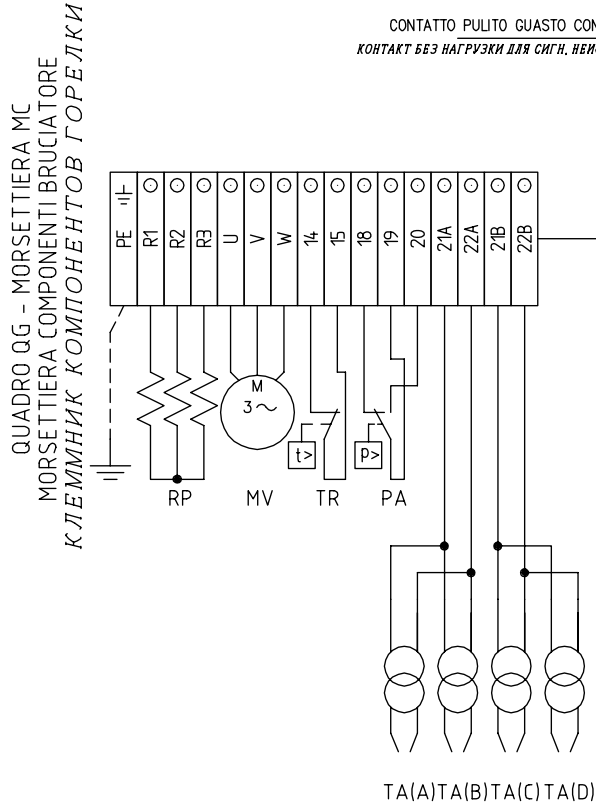 CONTATTO PULITO GUASTO
КОНТАКТ БЕЗ НАГРУЗКИ ДЛЯ СИГН.
QUADRO QG - MORSETTIERA MC
MORSETTIERA COMPONENTI BRUCIATORE
КЛЕММНИК КОМПОНЕНТОВ ГОРЕЛКИ
PE R1 R2 R3 U V W 14 15 18 19 20 21A 22A 21B 22B
M
3~
t> p>
RP MV TR PA
TA(A) TA(B) TA(C) TA(D)